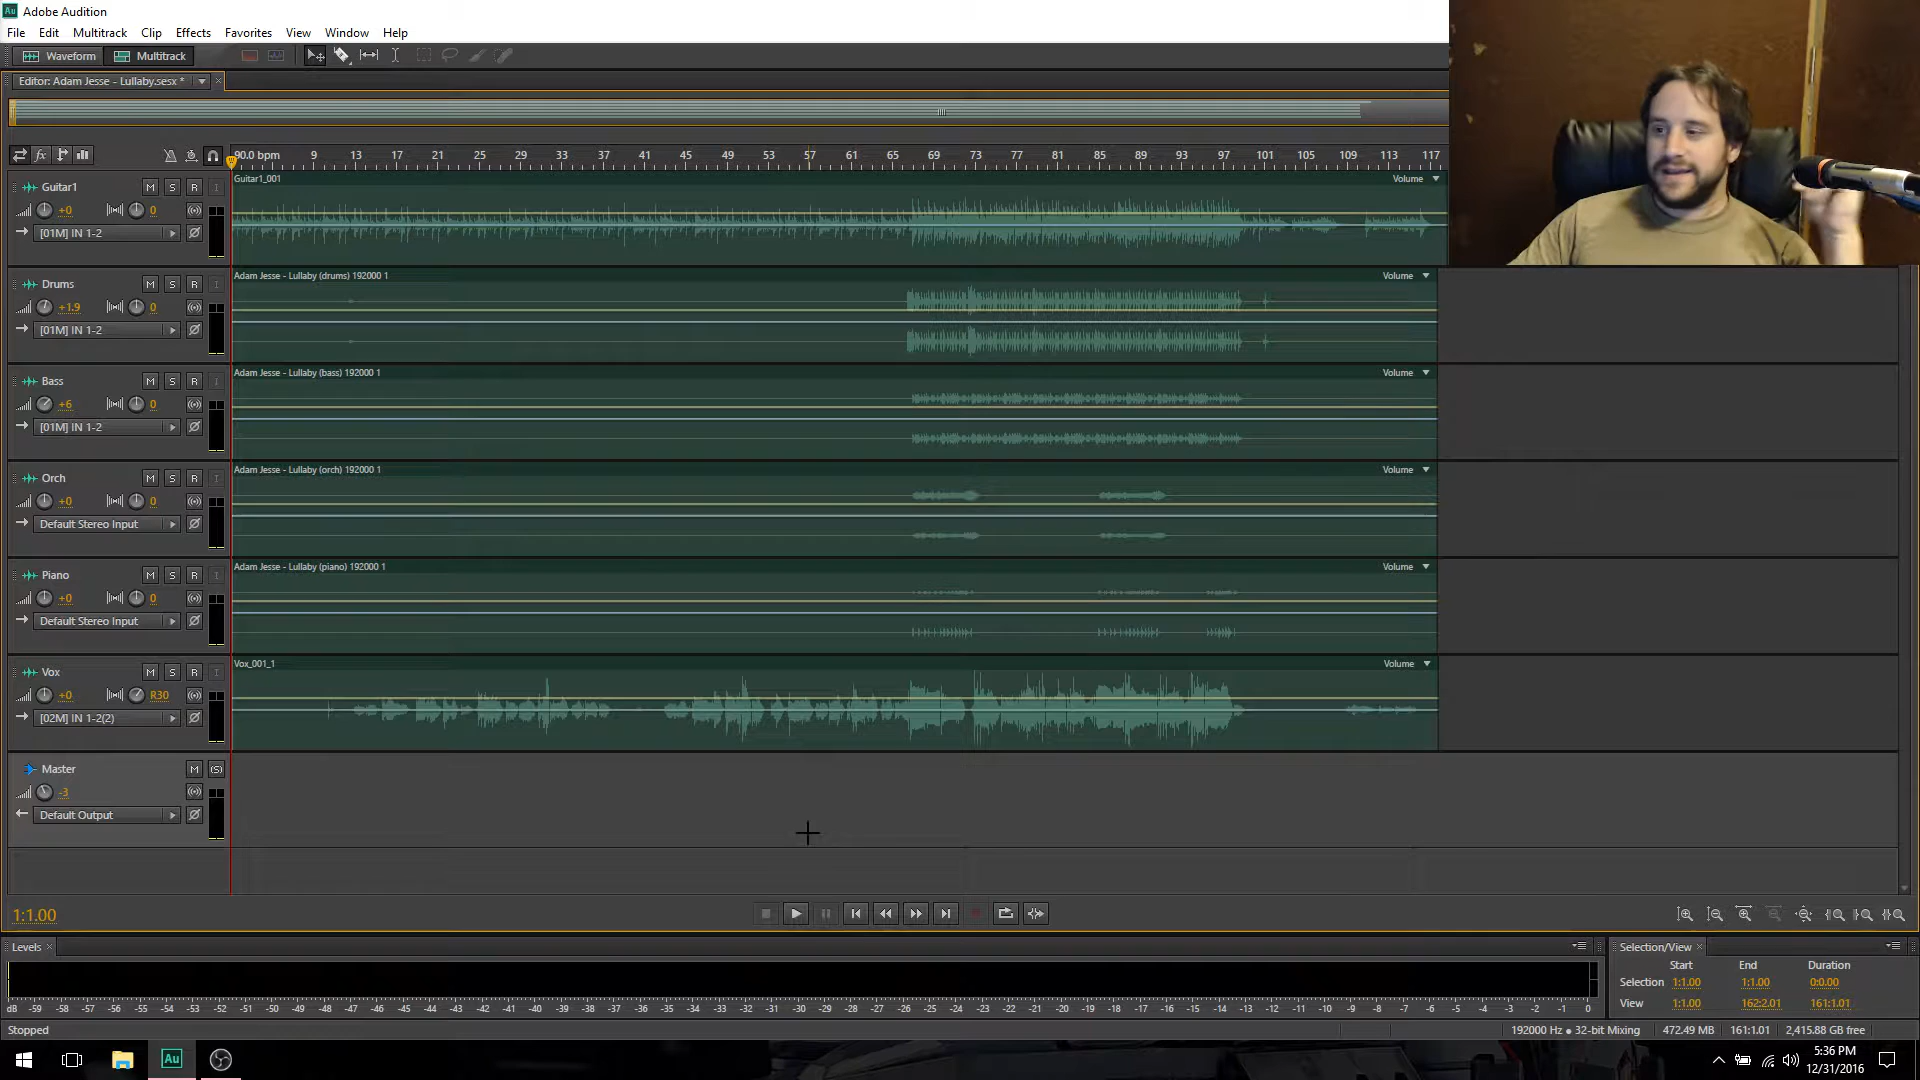 Au Adobe Audition
File Edit Multitrack Clip Effects Favorites View Window Help
Waveform Multitrack
Editor: Adam Jesse - Lullaby.sesx *
90.0 bpm 9 13 17 21 25 29 33 37 41 45 49 53 57 61 65 69 73 77 81 85 89 93 97 101 105 109 113 117
Guitar1 M S R I Guitar1_001 Volume
+0 0
[01M] IN 1-2
Drums M S R I Adam Jesse - Lullaby (drums) 192000 1 Volume
+1.9 0
[01M] IN 1-2
Bass M S R I Adam Jesse - Lullaby (bass) 192000 1 Volume
+6 0
[01M] IN 1-2
Orch M S R I Adam Jesse - Lullaby (orch) 192000 1 Volume
+0 0
Default Stereo Input
Piano M S R I Adam Jesse - Lullaby (piano) 192000 1 Volume
+0 0
Default Stereo Input
Vox M S R I Vox_001_1 Volume
+0 R30
[02M] IN 1-2(2)
Master M (S)
-3
Default Output
1:1.00
Levels
dB -59 -58 -57 -56 -55 -54 -53 -52 -51 -50 -49 -48 -47 -46 -45 -44 -43 -42 -41 -40 -39 -38 -37 -36 -35 -34 -33 -32 -31 -30 -29 -28 -27 -26 -25 -24 -23 -22 -21 -20 -19 -18 -17 -16 -15 -14 -13 -12 -11 -10 -9 -8 -7 -6 -5 -4 -3 -2 -1 0
Selection/View
Start End Duration
Selection 1:1.00 1:1.00 0:0.00
View 1:1.00 162:2.01 161:1.01
Stopped 192000 Hz • 32-bit Mixing 472.49 MB 161:1.01 2,415.88 GB free
Au
5:36 PM
12/31/2016